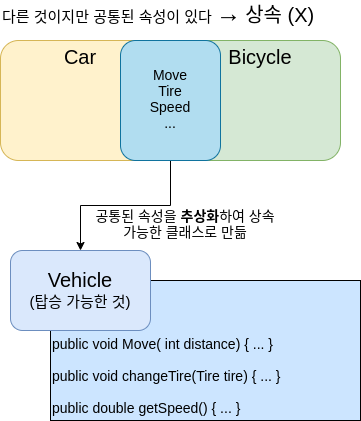 다른 것이지만 공통된 속성이 있다 → 상속 (X)
Car
Bicycle
Move
Tire
Speed
...
공통된 속성을 추상화하여 상속
가능한 클래스로 만듦
Vehicle
(탑승 가능한 것)
public void Move( int distance) { ... }
public void changeTire(Tire tire) { ... }
public double getSpeed() { ... }